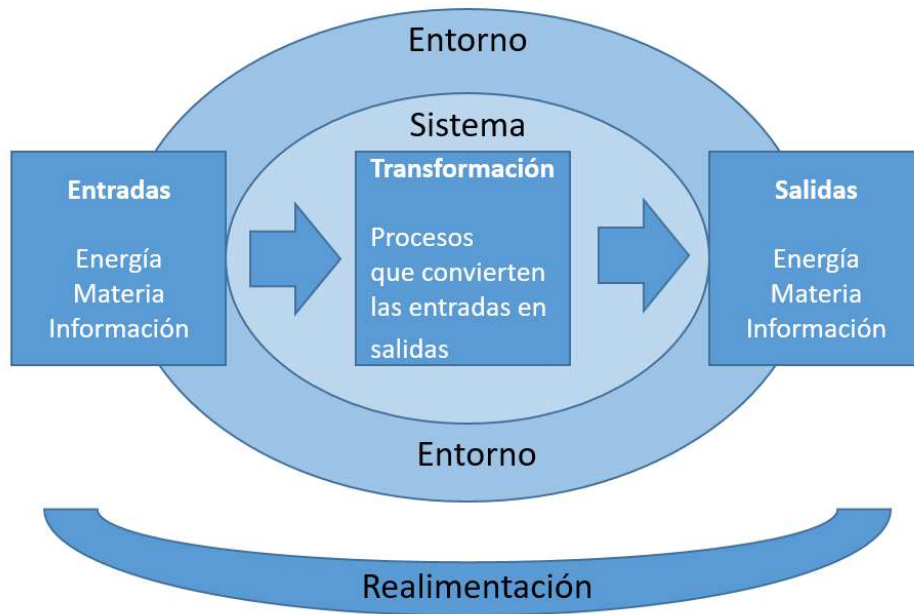 Entorno
Sistema
Entradas
Energía
Materia
Información
Transformación
Procesos
que convierten
las entradas en
salidas
Salidas
Energía
Materia
Información
Entorno
Realimentación